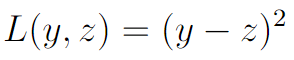 L(y, z) = (y − z)²